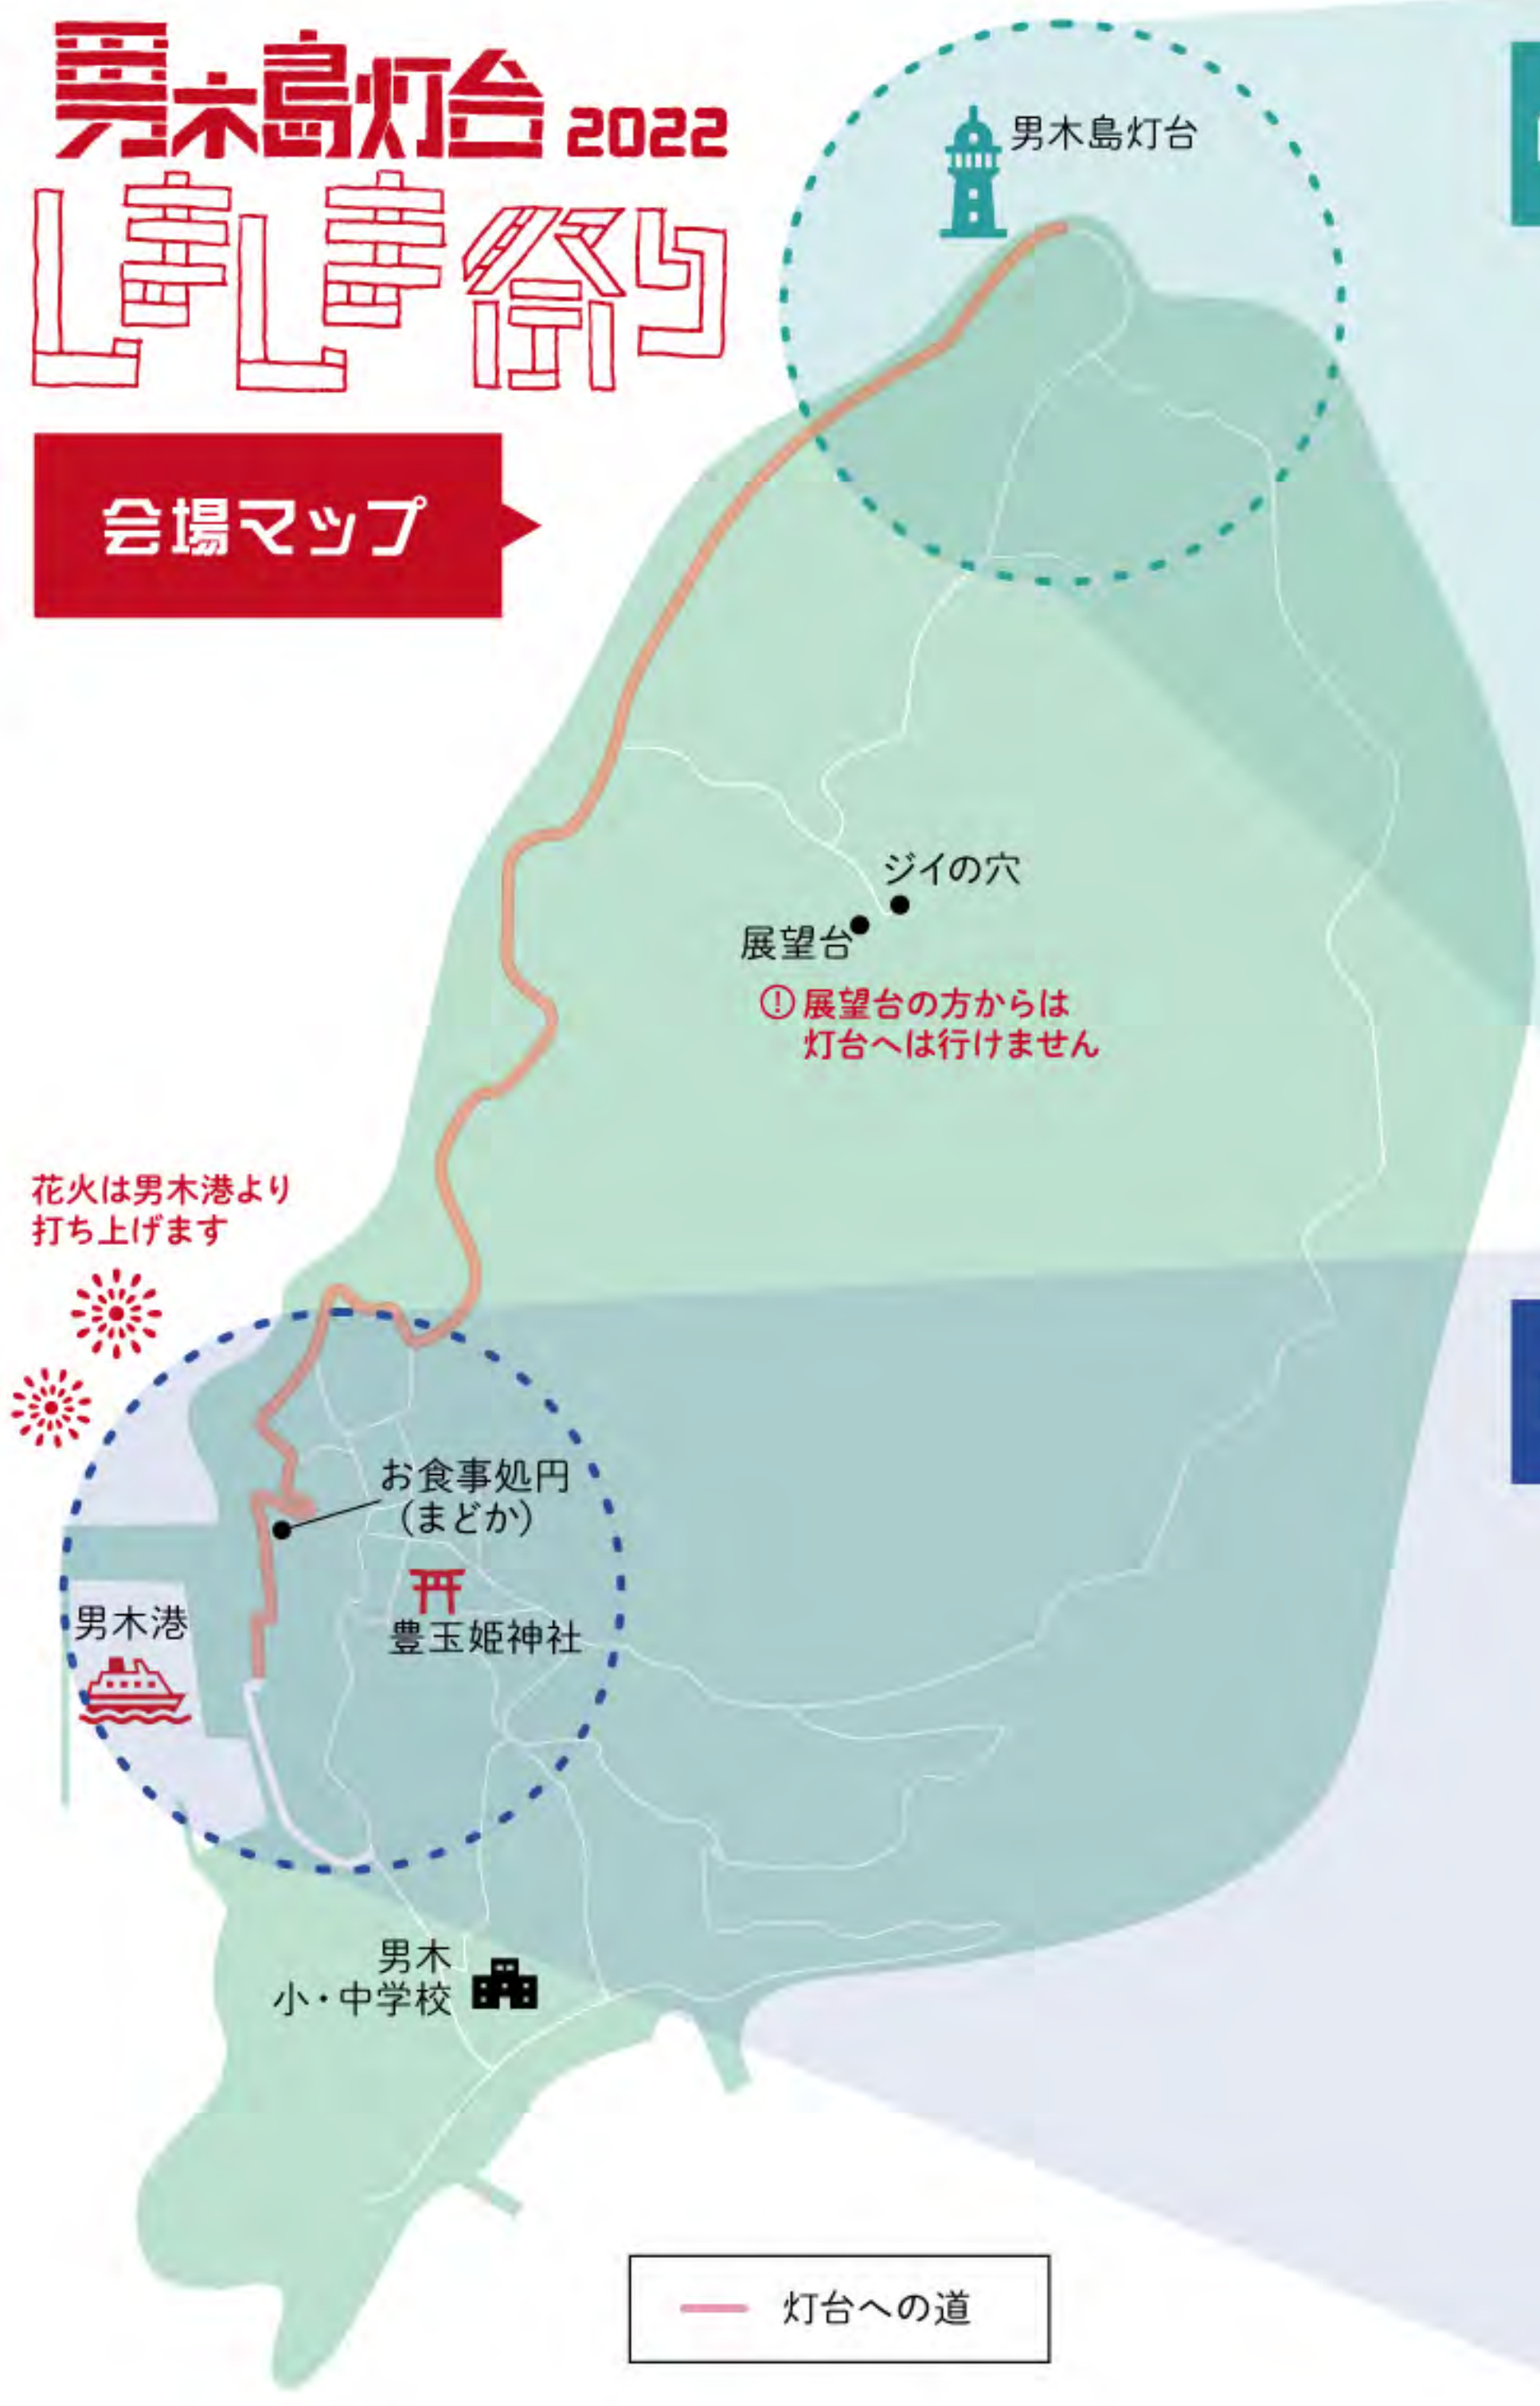 男木島灯台 2022
しましま祭り
会場マップ
男木島灯台
ジイの穴
展望台
! 展望台の方からは
灯台へは行けません
花火は男木港より
打ち上げます
お食事処円
(まどか)
豊玉姫神社
男木港
男木
小・中学校
灯台への道